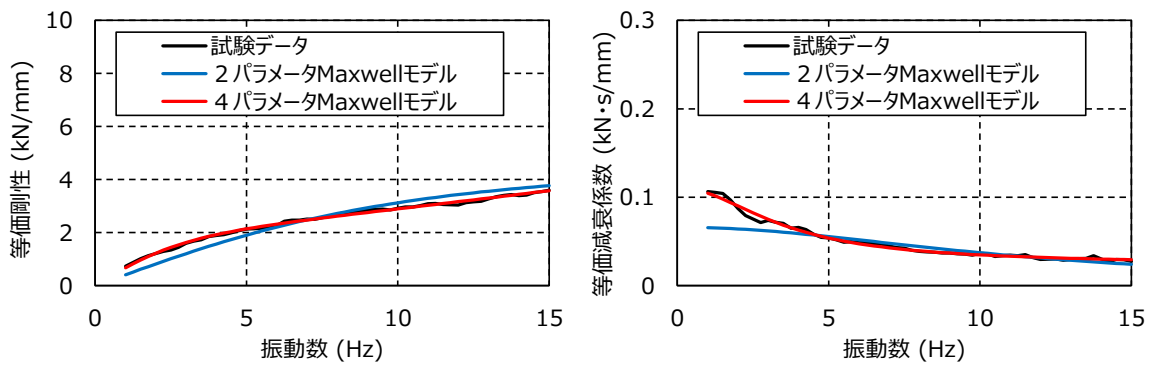 10
8
6
4
2
0
0
5
10
15
等価剛性 (kN/mm)
振動数 (Hz)
試験データ
２パラメータMaxwellモデル
４パラメータMaxwellモデル
0.3
0.2
0.1
0
0
5
10
15
等価減衰係数 (kN･s/mm)
振動数 (Hz)
試験データ
２パラメータMaxwellモデル
４パラメータMaxwellモデル